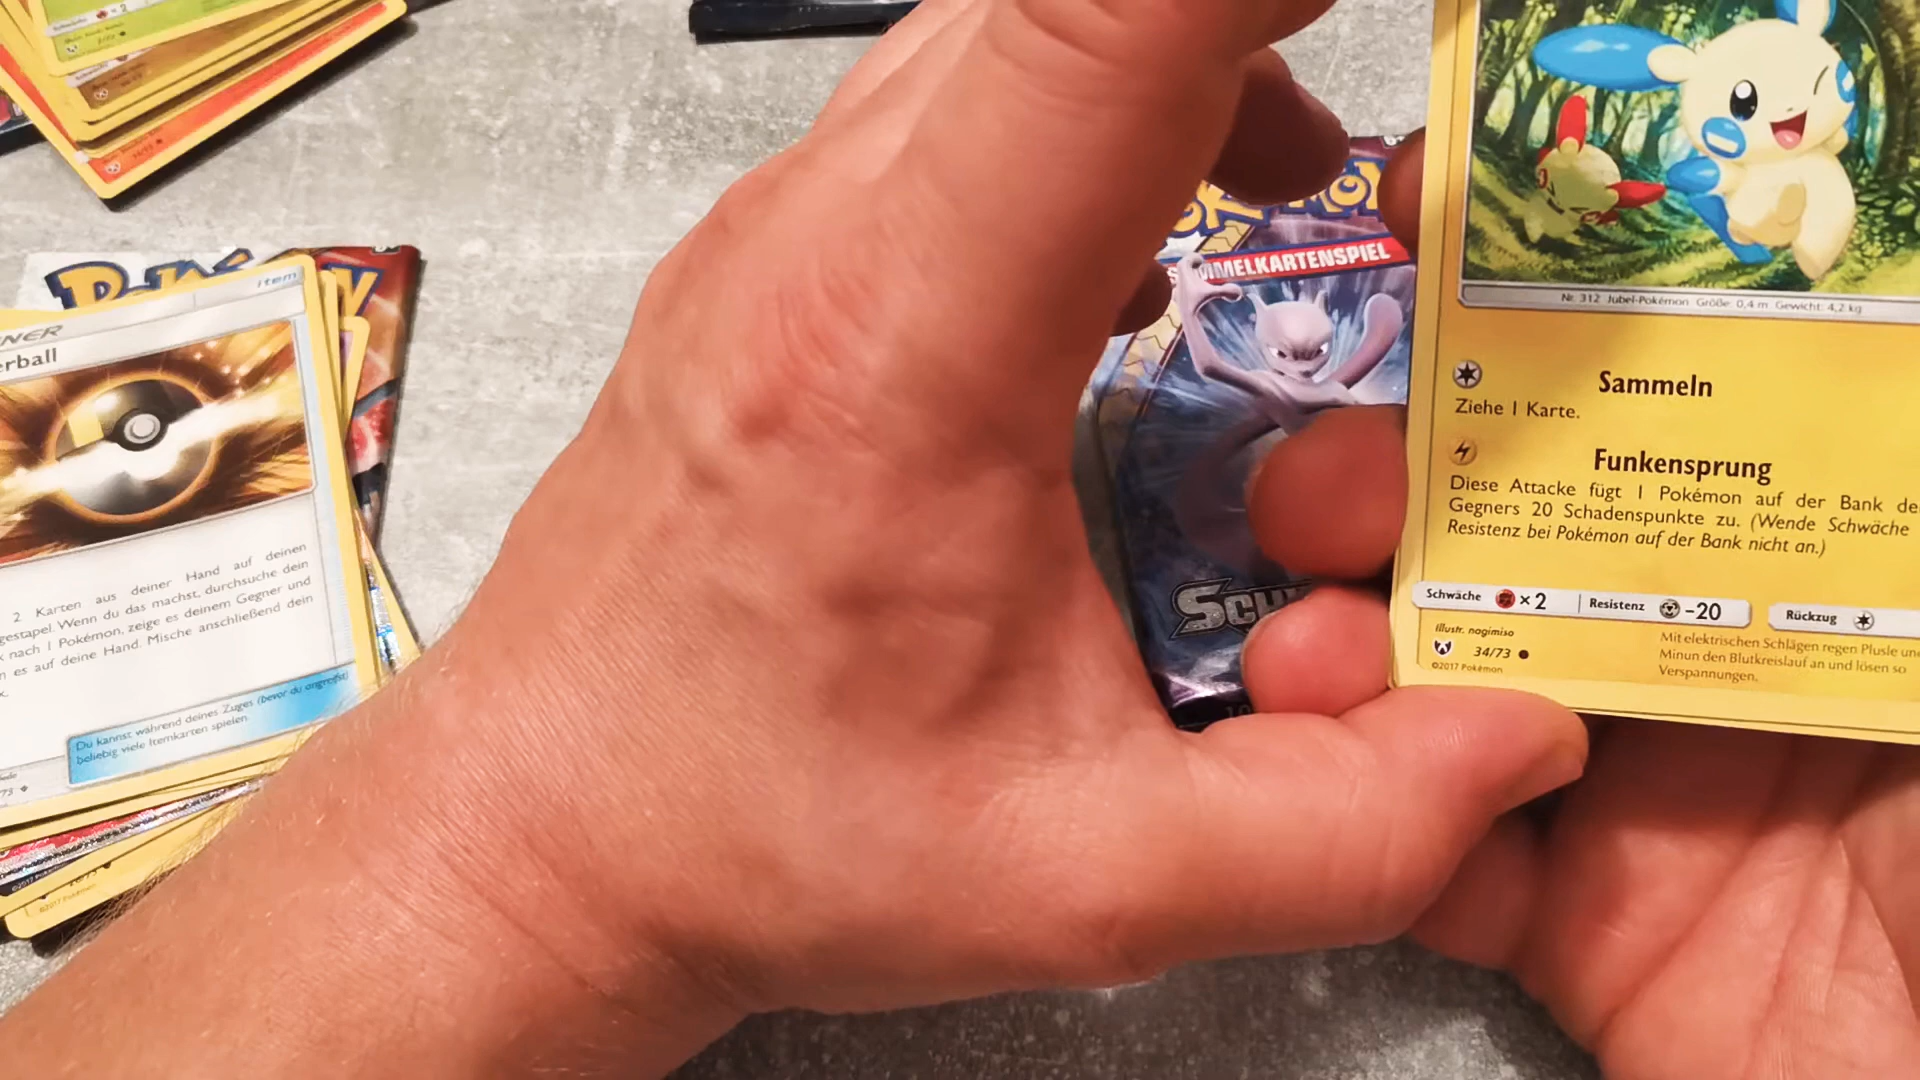 Pokémon
SAMMELKARTENSPIEL
Item
erball
2 Karten aus deiner Hand auf deinen
gestapel. Wenn du das machst, durchsuche dein
nach 1 Pokémon, zeige es deinem Gegner und
es auf deine Hand. Mische anschließend dein
Du kannst während deines Zuges (bevor du angreifst)
beliebig viele Itemkarten spielen.
©2017 Pokémon
Nr. 312 Jubel-Pokémon Größe: 0,4 m Gewicht: 4,2 kg
Sammeln
Ziehe 1 Karte.
Funkensprung
Diese Attacke fügt 1 Pokémon auf der Bank de
Gegners 20 Schadenspunkte zu. (Wende Schwäche
Resistenz bei Pokémon auf der Bank nicht an.)
Schwäche ×2 Resistenz -20 Rückzug
Illustr. nagimiso
34/73
©2017 Pokémon
Mit elektrischen Schlägen regen Plusle und
Minun den Blutkreislauf an und lösen so
Verspannungen.